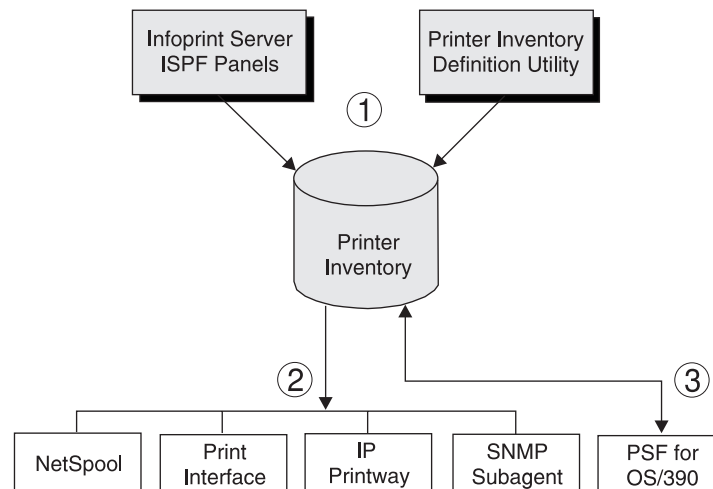 Infoprint Server
ISPF Panels
Printer Inventory
Definition Utility
1
Printer
Inventory
2
3
NetSpool
Print
Interface
IP
Printway
SNMP
Subagent
PSF for
OS/390